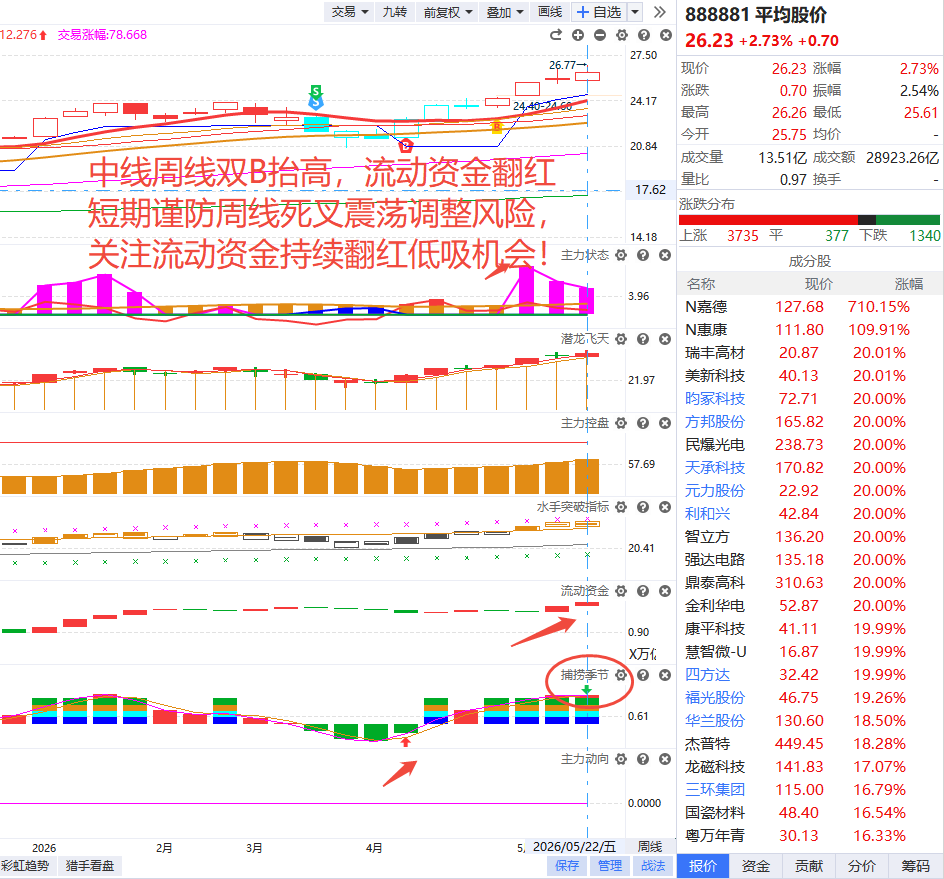 交易 九转 前复权 叠加 画线 自选
12.276 交易涨幅:78.668
27.50
26.77→
S
S
24.40-24.60
24.17
B
20.84
中线周线双B抬高，流动资金翻红
17.62
短期谨防周线死叉震荡调整风险，
14.18
关注流动资金持续翻红低吸机会！
主力状态
3.96
潜龙飞天
21.97
主力控盘
57.69
水手突破指标
20.41
流动资金
0.90
X万亿
捕捞季节
0.61
主力动向
0.0000
2026 2月 3月 4月 5 2026/05/22/五 周线
彩虹趋势 猎手看盘 保存 管理 战法
888881 平均股价
26.23 +2.73% +0.70
现价 26.23 涨幅 2.73%
涨跌 0.70 振幅 2.54%
最高 26.26 最低 25.61
今开 25.75 均价 -
成交量 13.51亿 成交额 28923.26亿
量比 0.97 换手 -
涨跌分布
上涨 3735 平 377 下跌 1340
成分股
名称 现价 涨幅
N嘉德 127.68 710.15%
N惠康 111.80 109.91%
瑞丰高材 20.87 20.01%
美新科技 40.13 20.01%
昀冢科技 72.71 20.00%
方邦股份 165.82 20.00%
民爆光电 238.73 20.00%
天承科技 170.82 20.00%
元力股份 22.92 20.00%
利和兴 42.84 20.00%
智立方 136.20 20.00%
强达电路 135.18 20.00%
鼎泰高科 310.63 20.00%
金利华电 52.87 20.00%
康平科技 41.11 19.99%
慧智微-U 16.87 19.99%
四方达 32.42 19.99%
福光股份 46.75 19.26%
华兰股份 130.60 18.50%
杰普特 449.45 18.28%
龙磁科技 141.83 17.07%
三环集团 115.00 16.79%
国瓷材料 48.40 16.54%
粤万年青 30.13 16.33%
报价 资金 贡献 分价 筹码